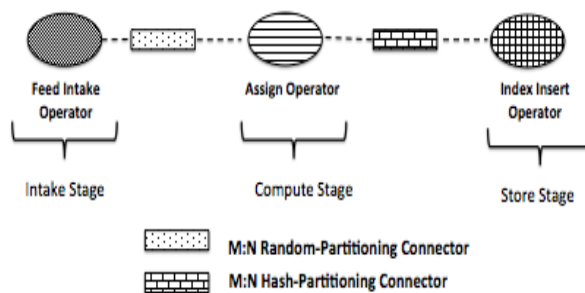 Feed Intake
Operator
Assign Operator
Index Insert
Operator
Intake Stage
Compute Stage
Store Stage
M:N Random-Partitioning Connector
M:N Hash-Partitioning Connector